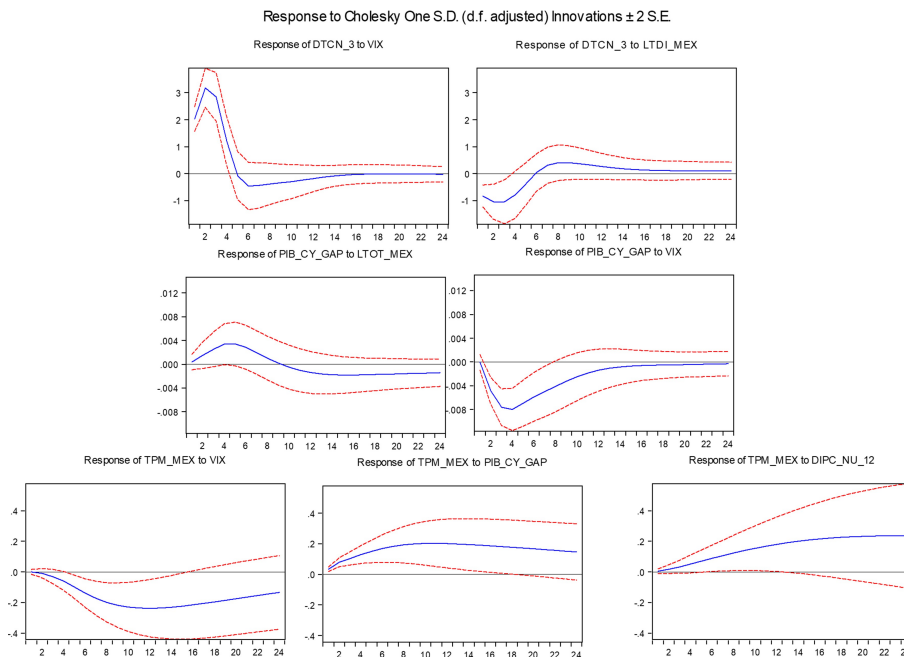 Response to Cholesky One S.D. (d.f. adjusted) Innovations ± 2 S.E.
Response of DTCN_3 to VIX
Response of DTCN_3 to LTDI_MEX
3
2
1
0
-1
2 4 6 8 10 12 14 16 18 20 22 24
3
2
1
0
-1
2 4 6 8 10 12 14 16 18 20 22 24
Response of PIB_CY_GAP to LTOT_MEX
Response of PIB_CY_GAP to VIX
.012
.008
.004
.000
-.004
-.008
2 4 6 8 10 12 14 16 18 20 22 24
.012
.008
.004
.000
-.004
-.008
2 4 6 8 10 12 14 16 18 20 22 24
Response of TPM_MEX to VIX
Response of TPM_MEX to PIB_CY_GAP
Response of TPM_MEX to DIPC_NU_12
.4
.2
.0
-.2
-.4
2 4 6 8 10 12 14 16 18 20 22 24
.4
.2
.0
-.2
-.4
2 4 6 8 10 12 14 16 18 20 22 24
.4
.2
.0
-.2
-.4
2 4 6 8 10 12 14 16 18 20 22 24